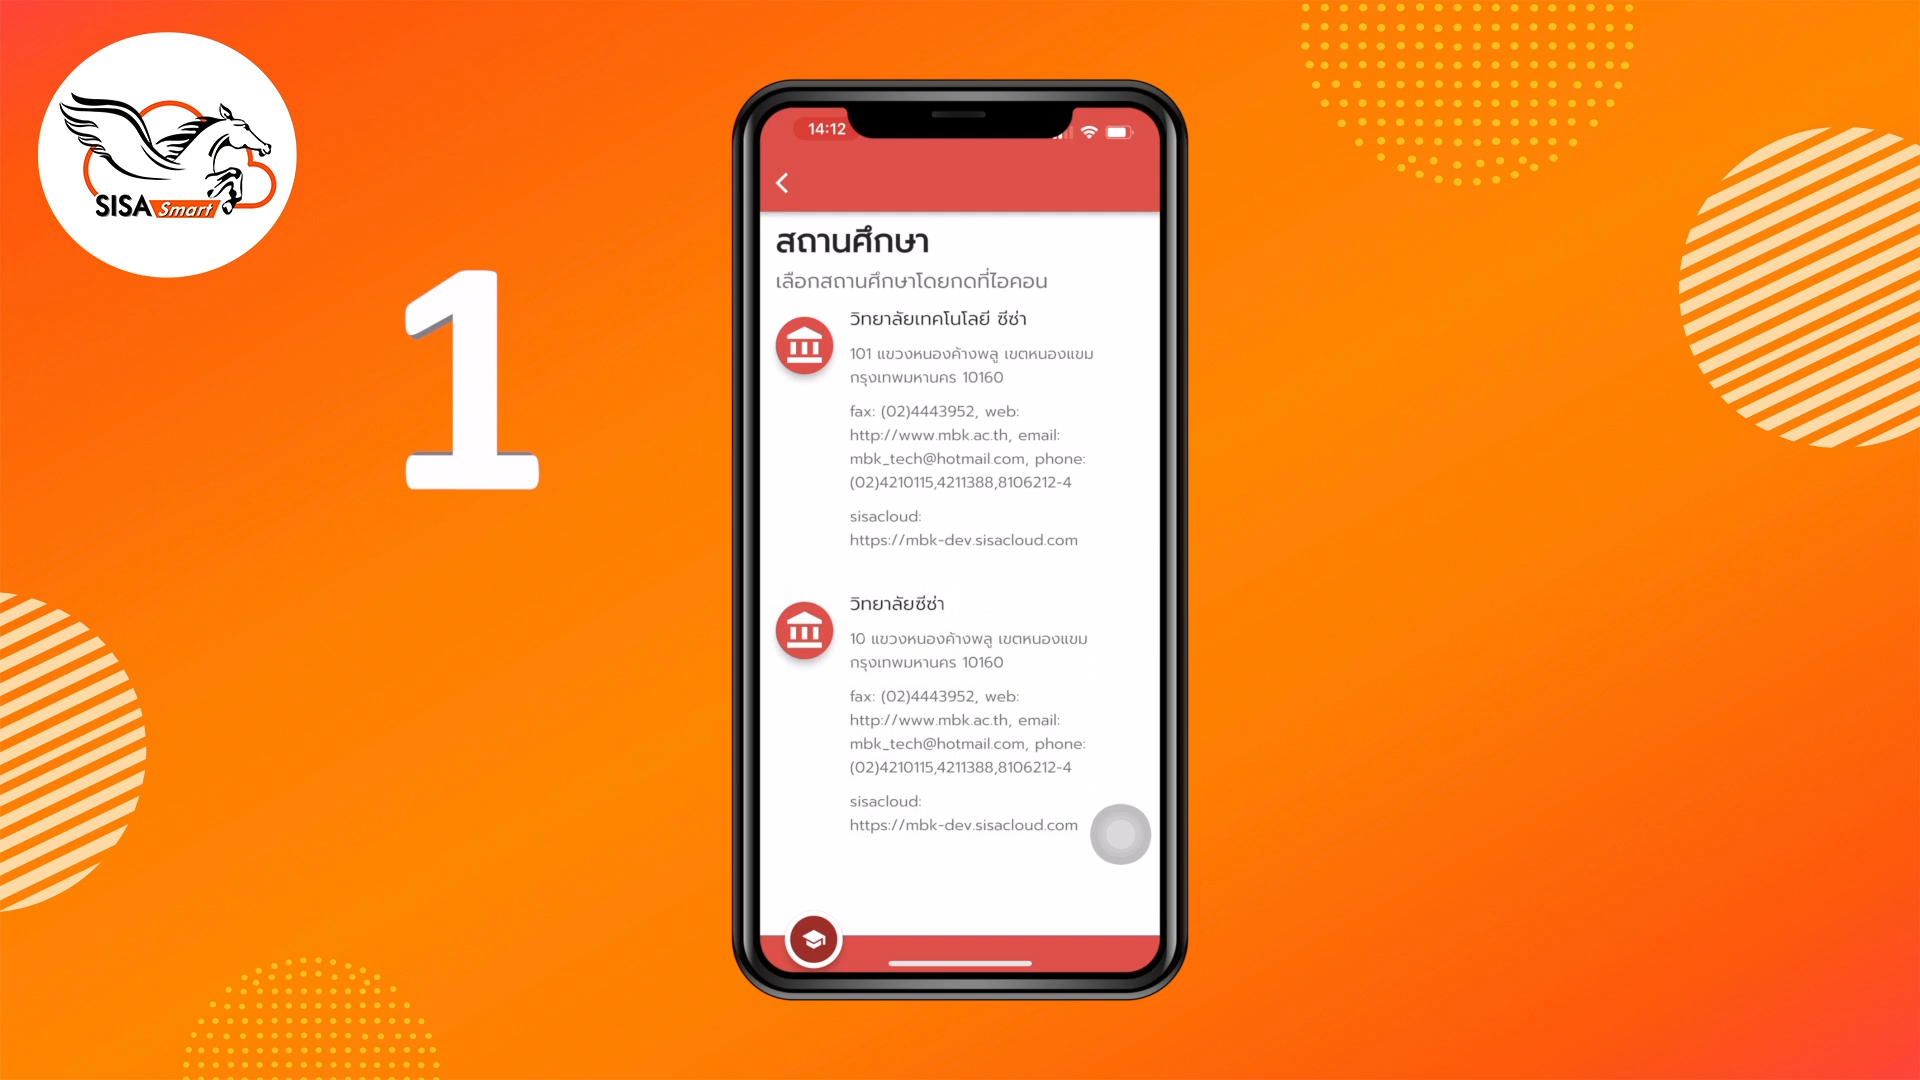 SISA Smart
1
14:12
สถานศึกษา
เลือกสถานศึกษาโดยกดที่ไอคอน
วิทยาลัยเทคโนโลยี ซีซ่า
101 แขวงหนองค้างพลู เขตหนองแขม
กรุงเทพมหานคร 10160
fax: (02)4443952, web:
http://www.mbk.ac.th, email:
mbk_tech@hotmail.com, phone:
(02)4210115,4211388,8106212-4
sisacloud:
https://mbk-dev.sisacloud.com
วิทยาลัยซีซ่า
10 แขวงหนองค้างพลู เขตหนองแขม
กรุงเทพมหานคร 10160
fax: (02)4443952, web:
http://www.mbk.ac.th, email:
mbk_tech@hotmail.com, phone:
(02)4210115,4211388,8106212-4
sisacloud:
https://mbk-dev.sisacloud.com